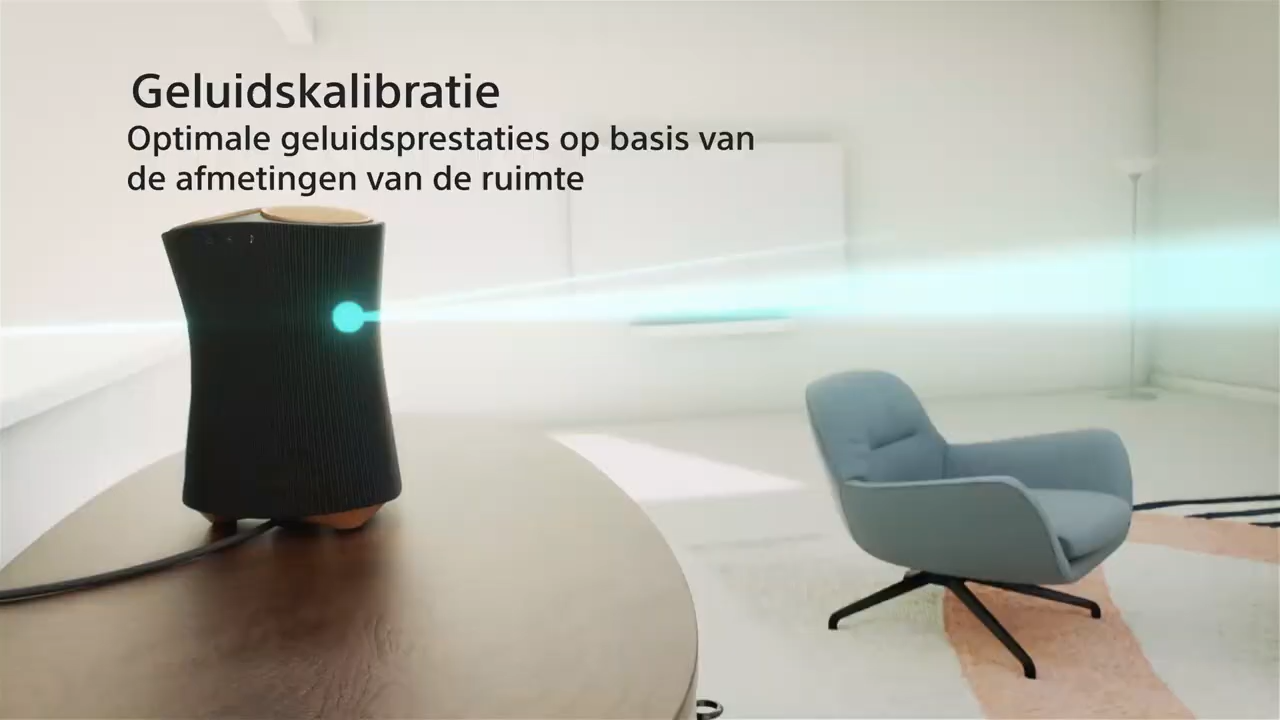 Geluidskalibratie
Optimale geluidsprestaties op basis van
de afmetingen van de ruimte